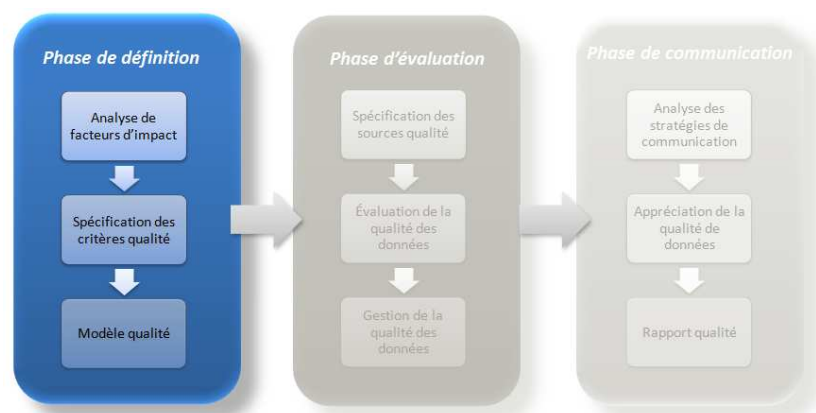 Phase de définition
Analyse de
facteurs d'impact
Spécification des
critères qualité
Modèle qualité
Phase d'évaluation
Spécification des
sources qualité
Évaluation de la
qualité des
données
Gestion de la
qualité des
données
Phase de communication
Analyse des
stratégies de
communication
Appréciation de la
qualité de
données
Rapport qualité